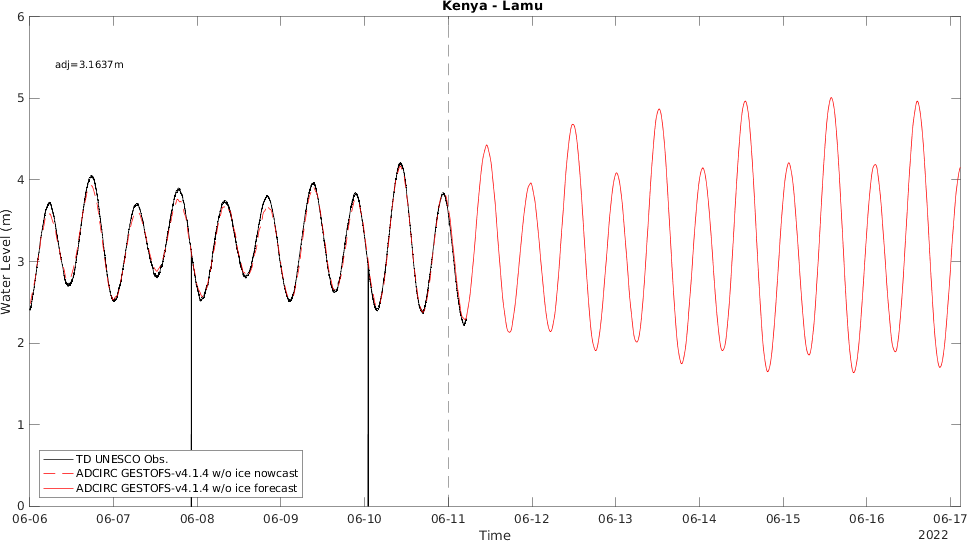 Kenya - Lamu
adj=3.1637m
Water Level (m)
6
5
4
3
2
1
0
TD UNESCO Obs.
ADCIRC GESTOFS-v4.1.4 w/o ice nowcast
ADCIRC GESTOFS-v4.1.4 w/o ice forecast
06-06 06-07 06-08 06-09 06-10 06-11 06-12 06-13 06-14 06-15 06-16 06-17
Time
2022